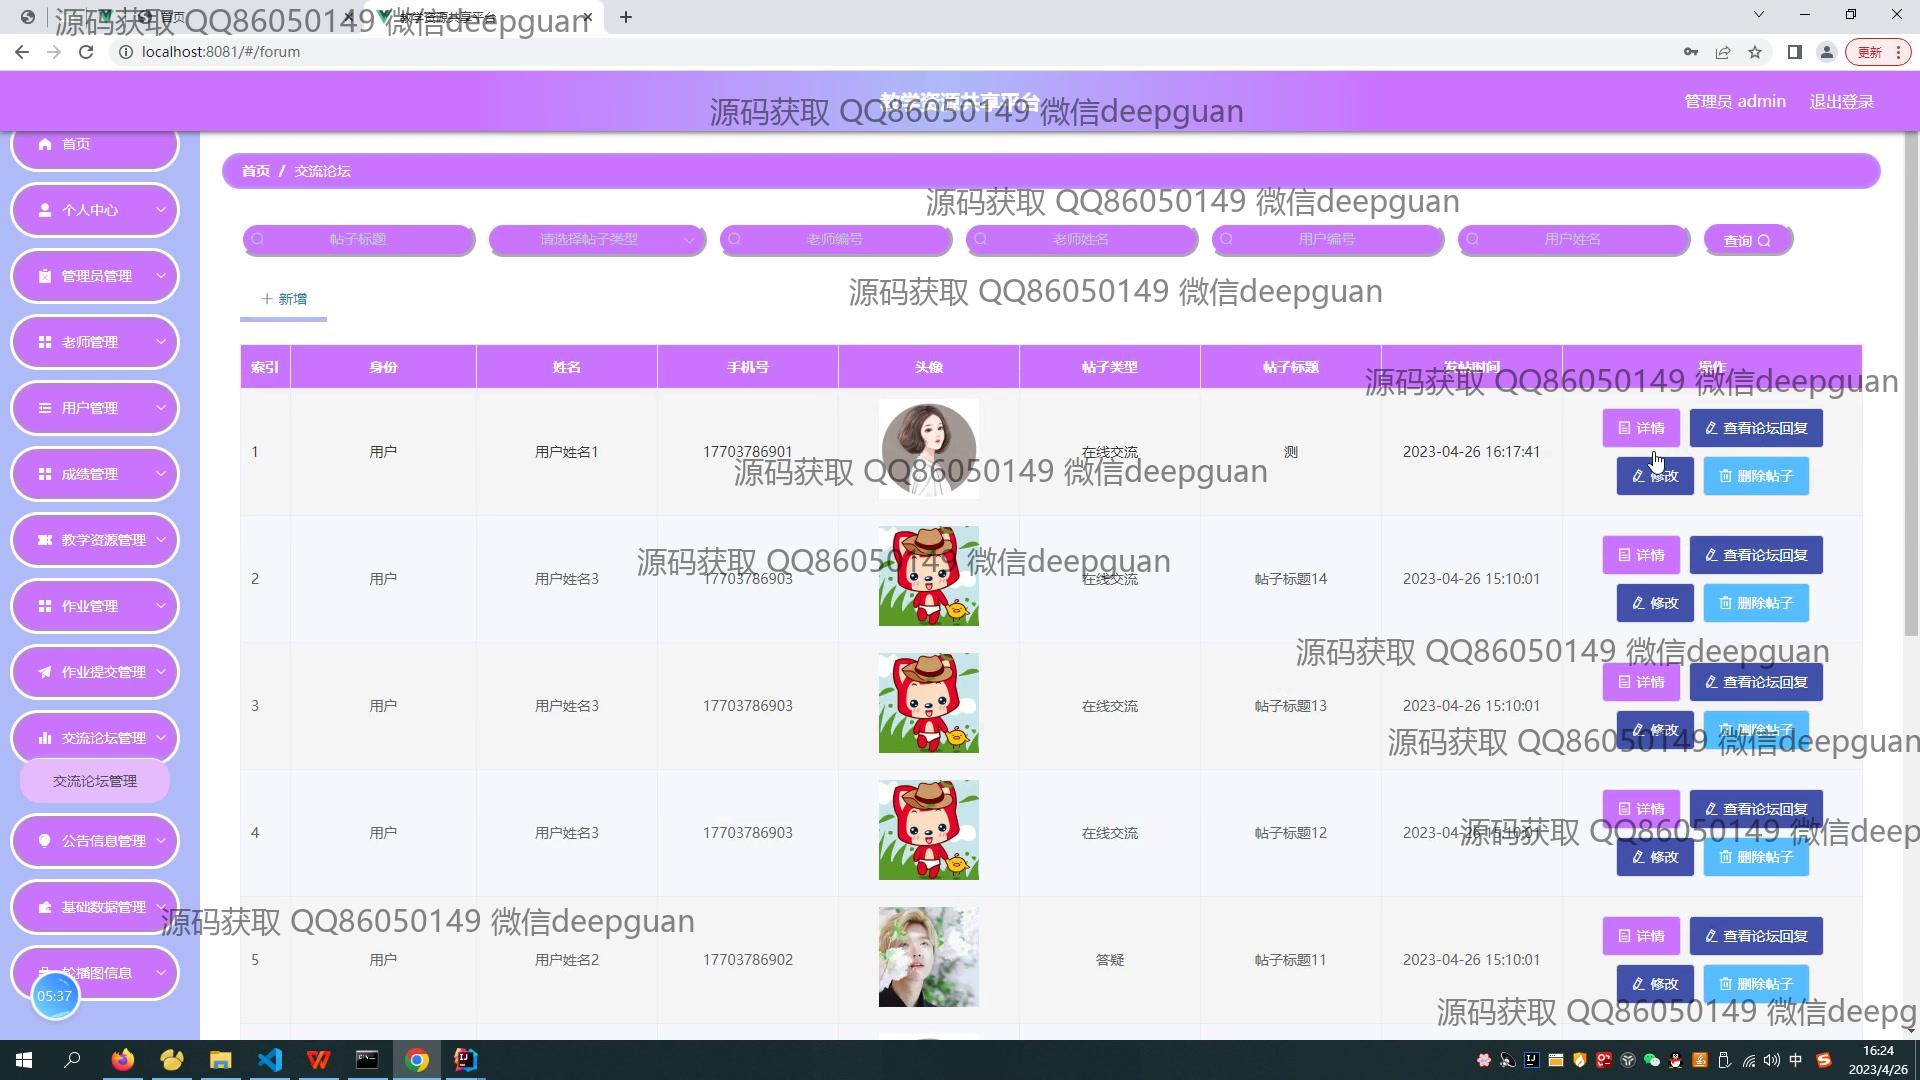 首页
教学资源共享平台
源码获取 QQ86050149 微信deepguan
localhost:8081/#/forum
更新
教学资源共享平台
源码获取 QQ86050149 微信deepguan
管理员 admin
退出登录
首页
首页 / 交流论坛
源码获取 QQ86050149 微信deepguan
个人中心
帖子标题
请选择帖子类型
老师编号
老师姓名
用户编号
用户姓名
查询
管理员管理
新增
源码获取 QQ86050149 微信deepguan
老师管理
索引 身份 姓名 手机号 头像 帖子类型 帖子标题 发帖时间 操作
源码获取 QQ86050149 微信deepguan
用户管理
1 用户 用户姓名1 17703786901 在线交流 测 2023-04-26 16:17:41
详情 查看论坛回复
修改 删除帖子
源码获取 QQ86050149 微信deepguan
成绩管理
教学资源管理
2 用户 用户姓名3 17703786903 在线交流 帖子标题14 2023-04-26 15:10:01
详情 查看论坛回复
修改 删除帖子
源码获取 QQ86050149 微信deepguan
作业管理
源码获取 QQ86050149 微信deepguan
作业提交管理
3 用户 用户姓名3 17703786903 在线交流 帖子标题13 2023-04-26 15:10:01
详情 查看论坛回复
修改 删除帖子
源码获取 QQ86050149 微信deepguan
交流论坛管理
交流论坛管理
4 用户 用户姓名3 17703786903 在线交流 帖子标题12 2023-04-26 15:10:01
详情 查看论坛回复
修改 删除帖子
源码获取 QQ86050149 微信deep
公告信息管理
基础数据管理
源码获取 QQ86050149 微信deepguan
5 用户 用户姓名2 17703786902 答疑 帖子标题11 2023-04-26 15:10:01
详情 查看论坛回复
修改 删除帖子
轮播图信息
05:37
源码获取 QQ86050149 微信deepg
中
16:24
2023/4/26